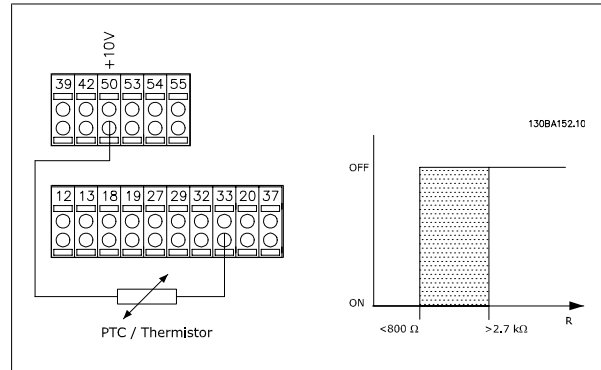 +10V
39 42 50 53 54 55
130BA152.10
OFF
12 13 18 19 27 29 32 33 20 37
ON
R
<800 Ω
>2.7 kΩ
PTC / Thermistor